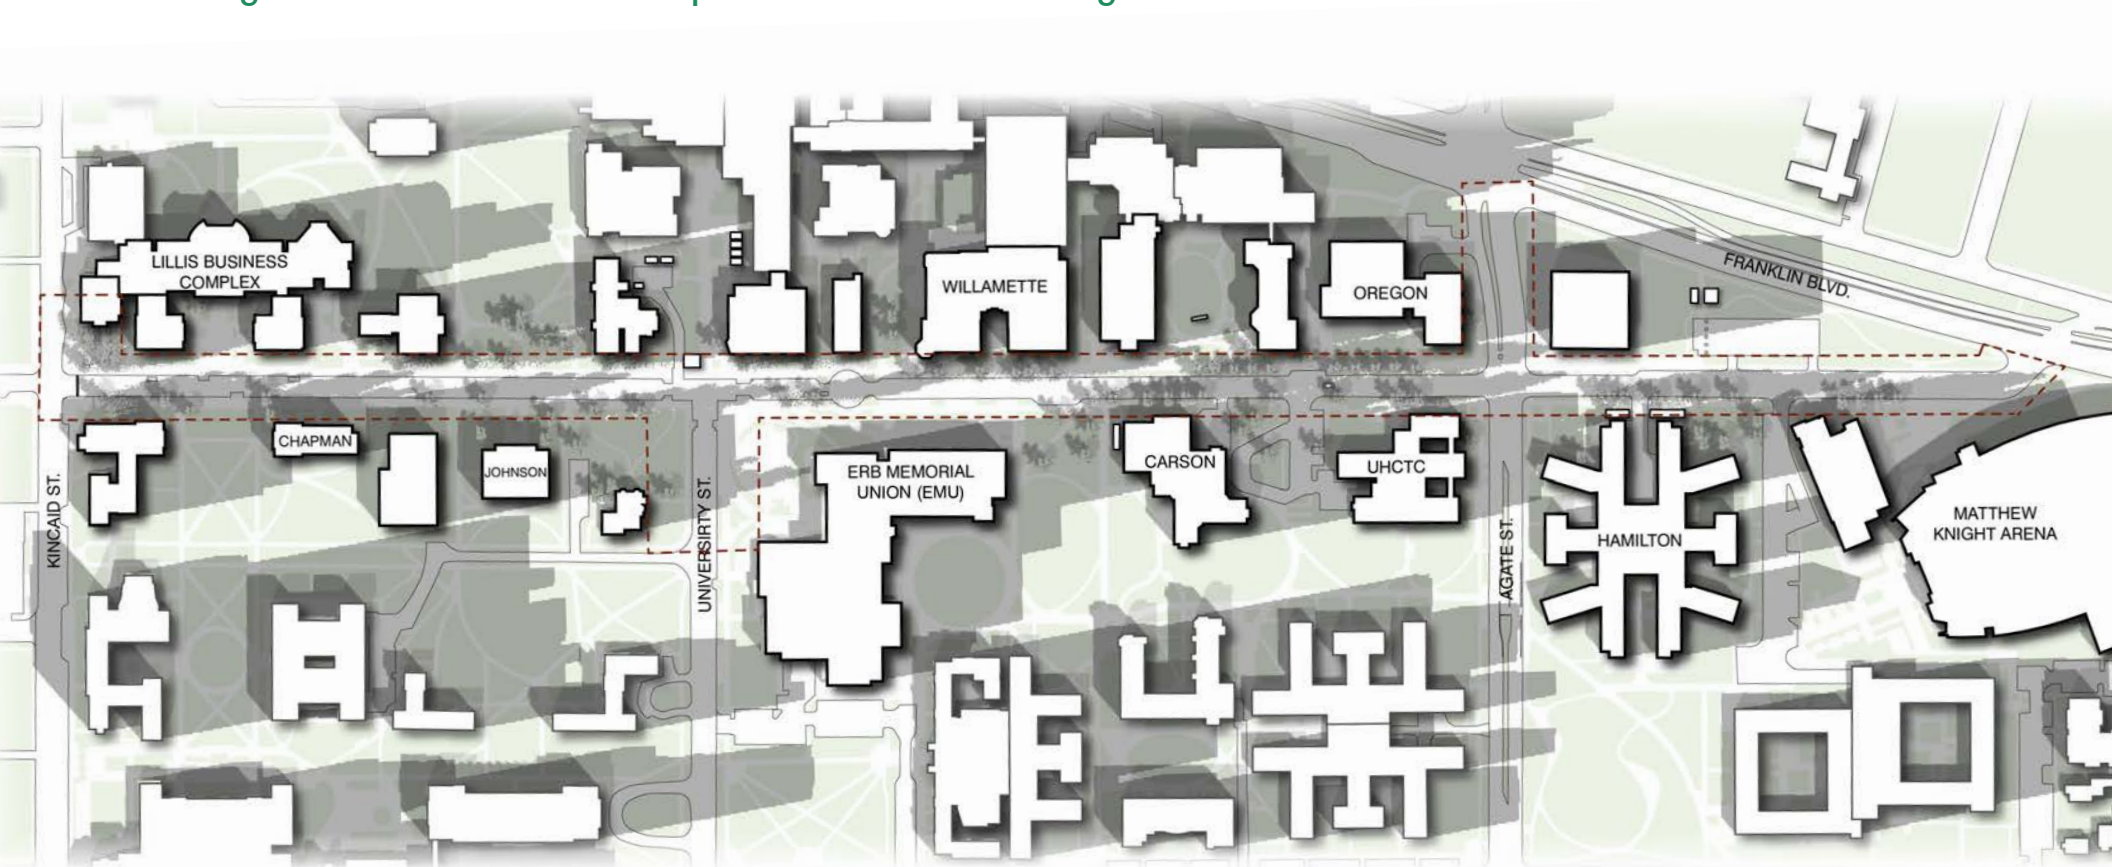 LILLIS BUSINESS
COMPLEX
WILLAMETTE
OREGON
FRANKLIN BLVD.
CHAPMAN
JOHNSON
ERB MEMORIAL
UNION (EMU)
CARSON
UHCTC
HAMILTON
MATTHEW
KNIGHT ARENA
KINCAID ST.
UNIVERSIRTY ST.
AGATE ST.